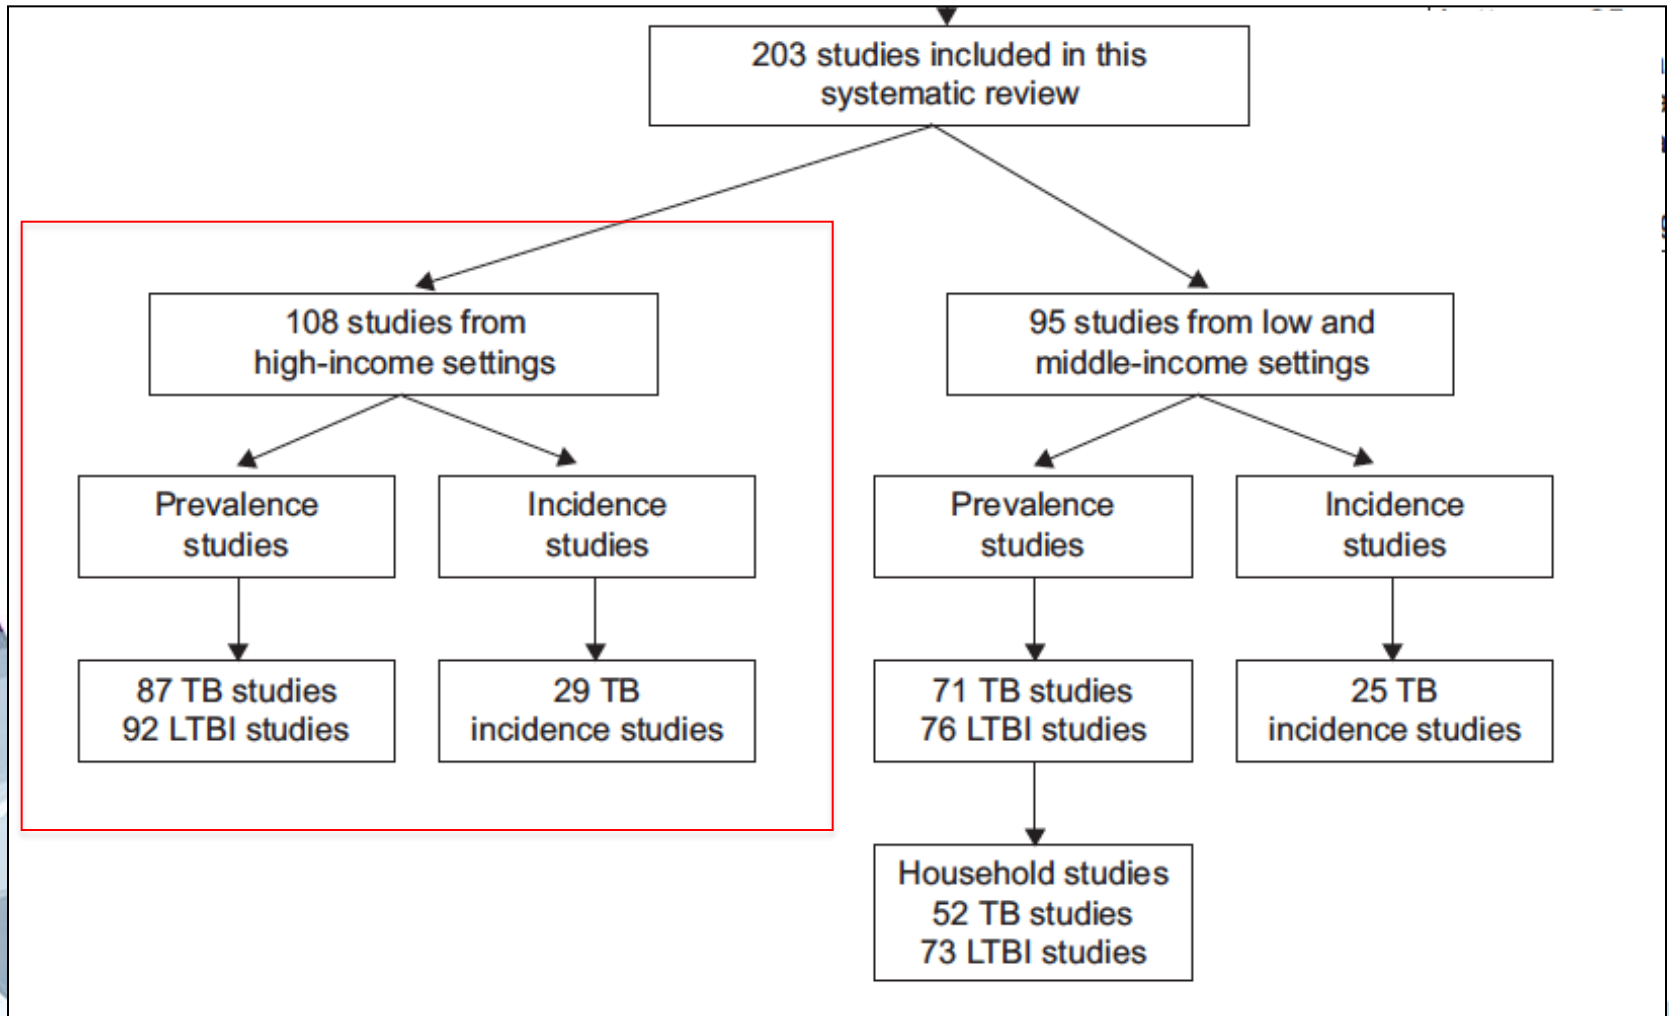 203 studies included in this
systematic review
108 studies from
high-income settings
95 studies from low and
middle-income settings
Prevalence
studies
Incidence
studies
Prevalence
studies
Incidence
studies
87 TB studies
92 LTBI studies
29 TB
incidence studies
71 TB studies
76 LTBI studies
25 TB
incidence studies
Household studies
52 TB studies
73 LTBI studies